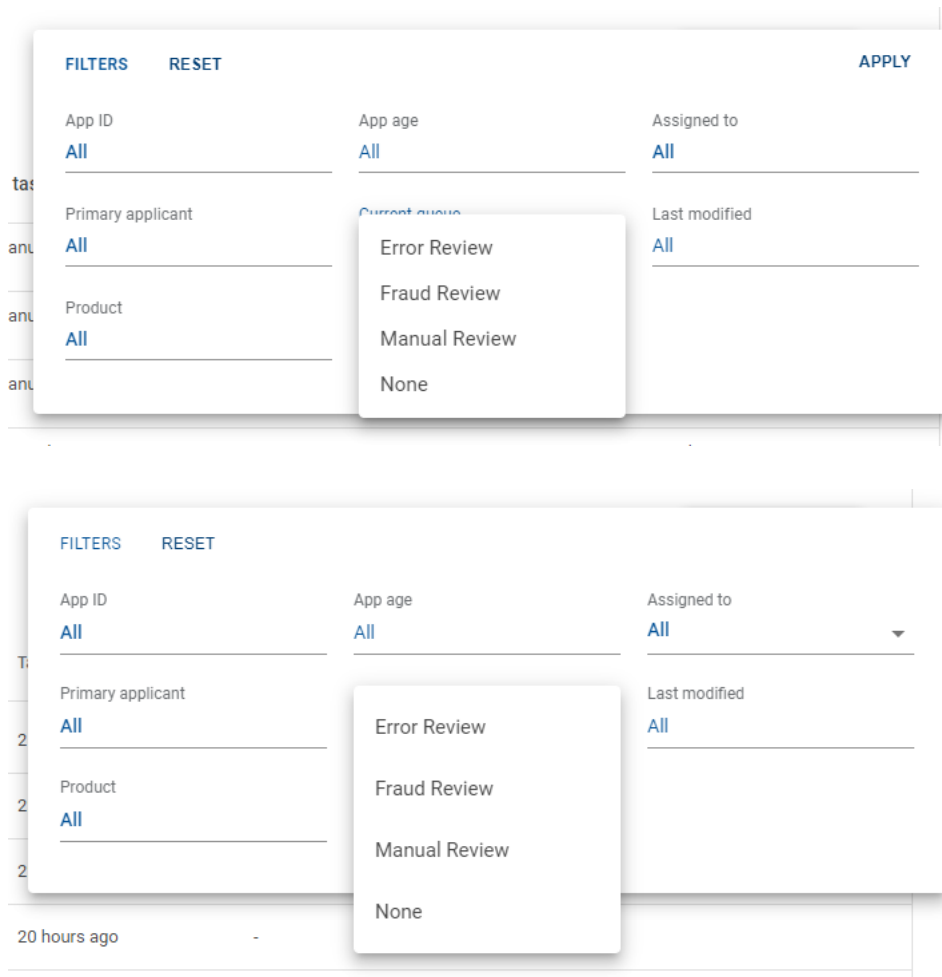 FILTERS RESET APPLY
App ID App age Assigned to
All All All
Primary applicant Current queue Last modified
All All
Error Review
Fraud Review
Product
All
Manual Review
None
FILTERS RESET
App ID App age Assigned to
All All All
Primary applicant Last modified
All All
Error Review
Product
Fraud Review
All
Manual Review
None
20 hours ago -